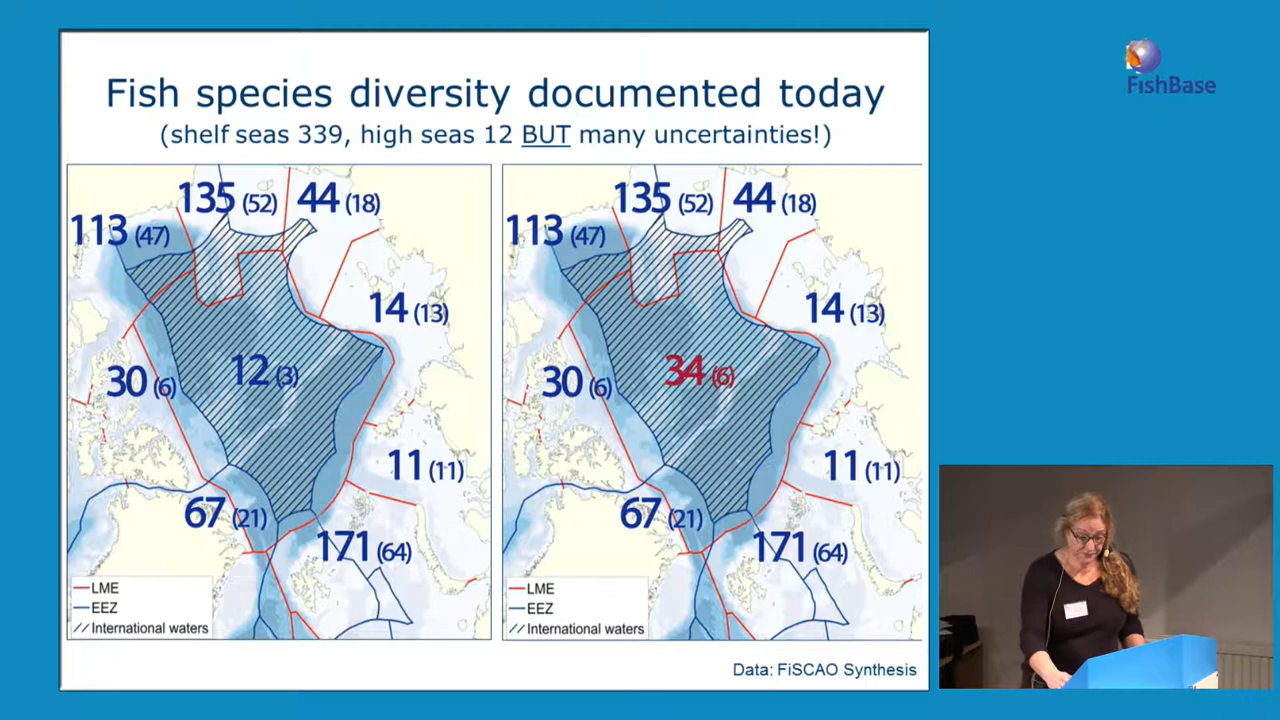 Fish species diversity documented today
(shelf seas 339, high seas 12 BUT many uncertainties!)
135 (52)
44 (18)
113 (47)
14 (13)
12 (3)
30 (6)
11 (11)
67 (21)
171 (64)
LME
EEZ
International waters
135 (52)
44 (18)
113 (47)
14 (13)
34 (6)
30 (6)
11 (11)
67 (21)
171 (64)
LME
EEZ
International waters
Data: FiSCAO Synthesis
FishBase